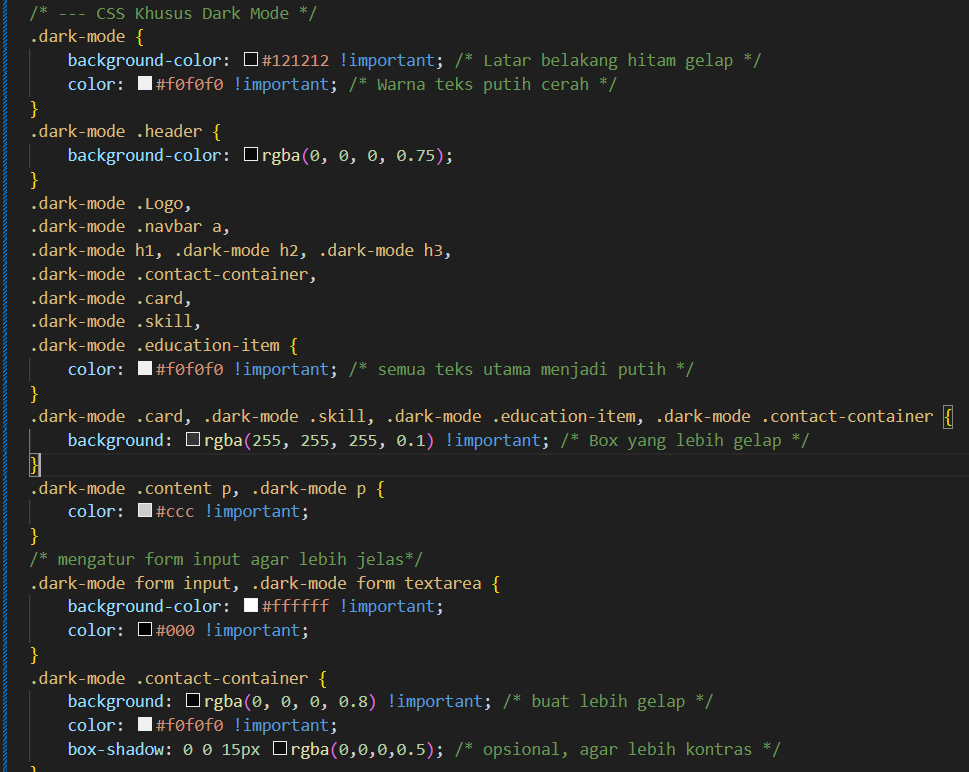 /* --- CSS Khusus Dark Mode */
.dark-mode {
    background-color: #121212 !important; /* Latar belakang hitam gelap */
    color: #f0f0f0 !important; /* Warna teks putih cerah */
}
.dark-mode .header {
    background-color: rgba(0, 0, 0, 0.75);
}
.dark-mode .Logo,
.dark-mode .navbar a,
.dark-mode h1, .dark-mode h2, .dark-mode h3,
.dark-mode .contact-container,
.dark-mode .card,
.dark-mode .skill,
.dark-mode .education-item {
    color: #f0f0f0 !important; /* semua teks utama menjadi putih */
}
.dark-mode .card, .dark-mode .skill, .dark-mode .education-item, .dark-mode .contact-container {
    background: rgba(255, 255, 255, 0.1) !important; /* Box yang lebih gelap */
}
.dark-mode .content p, .dark-mode p {
    color: #ccc !important;
}
/* mengatur form input agar lebih jelas*/
.dark-mode form input, .dark-mode form textarea {
    background-color: #ffffff !important;
    color: #000 !important;
}
.dark-mode .contact-container {
    background: rgba(0, 0, 0, 0.8) !important; /* buat lebih gelap */
    color: #f0f0f0 !important;
    box-shadow: 0 0 15px rgba(0,0,0,0.5); /* opsional, agar lebih kontras */
}